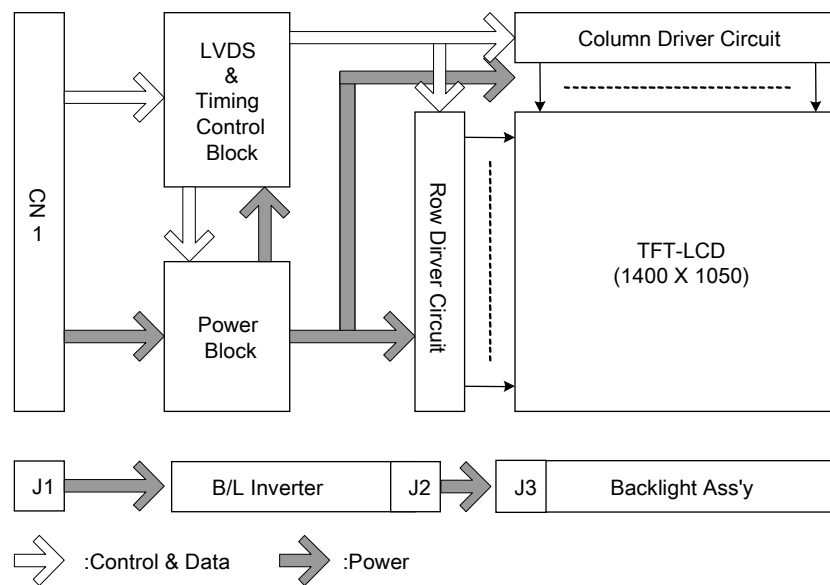 LVDS
&
Timing
Control
Block
Column Driver Circuit
CN
1
Row Dirver Circuit
TFT-LCD
(1400 X 1050)
Power
Block
J1
B/L Inverter
J2
J3
Backlight Ass'y
:Control & Data
:Power